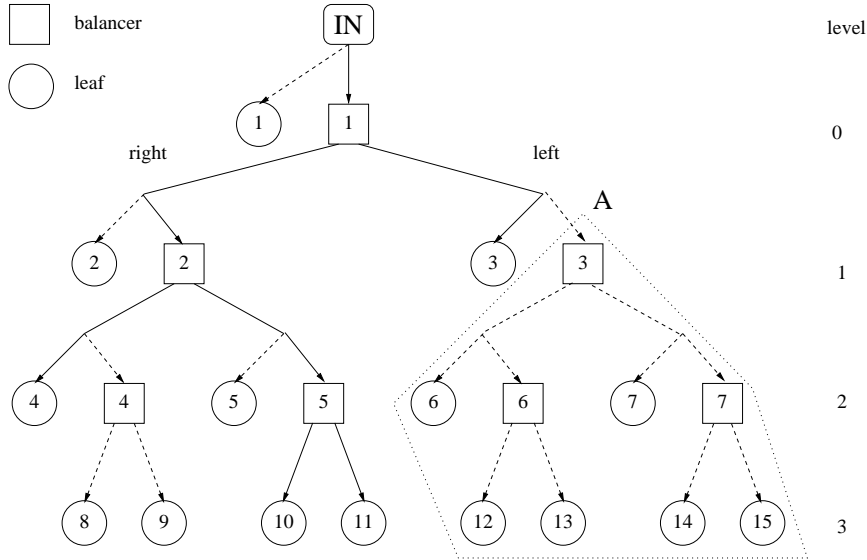 balancer IN level
leaf
1 1 0
right left
A
2 2 3 3 1
4 4 5 5 6 6 7 7 2
8 9 10 11 12 13 14 15 3